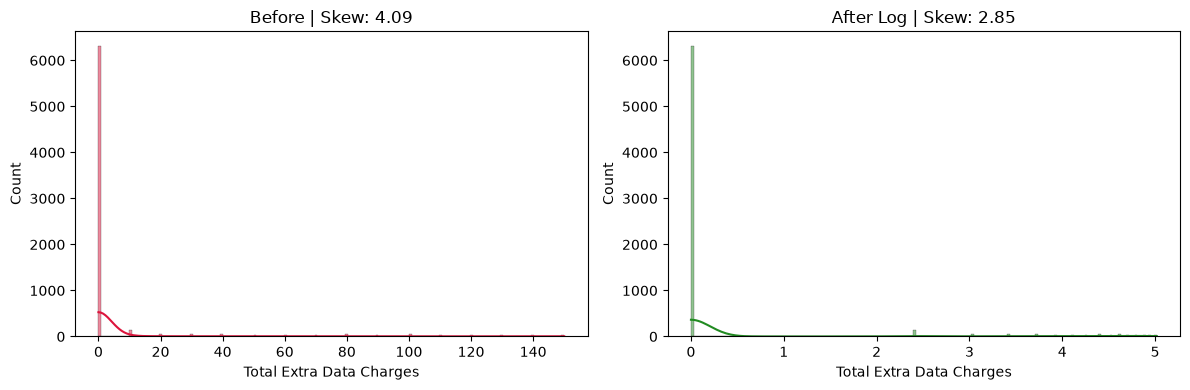 Before | Skew: 4.09
6000
5000
4000
3000
2000
1000
0
Count
0 20 40 60 80 100 120 140
Total Extra Data Charges
After Log | Skew: 2.85
6000
5000
4000
3000
2000
1000
0
Count
0 1 2 3 4 5
Total Extra Data Charges